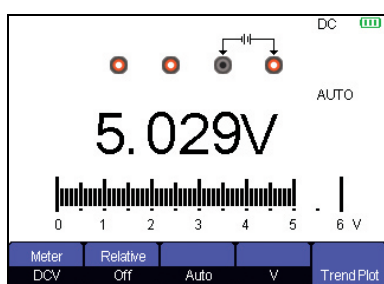 DC
AUTO
5.029V
0 1 2 3 4 5 6 V
Meter Relative
DCV Off Auto V Trend Plot